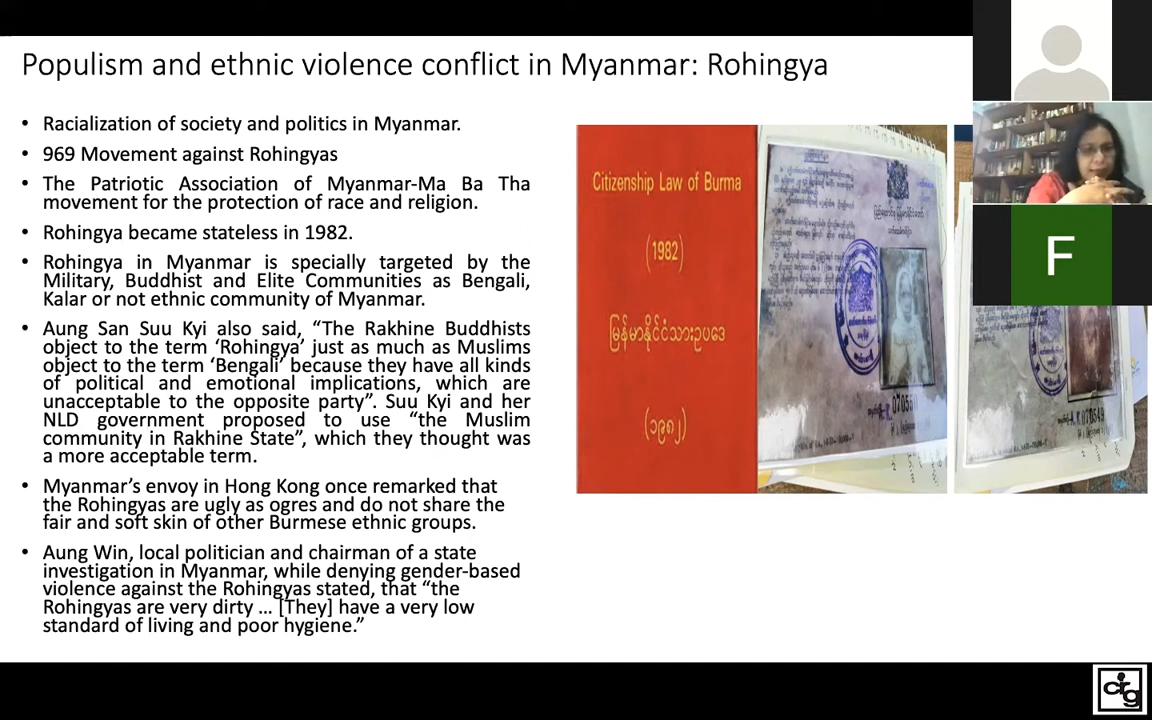 Populism and ethnic violence conflict in Myanmar: Rohingya
• Racialization of society and politics in Myanmar.
• 969 Movement against Rohingyas
• The Patriotic Association of Myanmar-Ma Ba Tha
movement for the protection of race and religion.
• Rohingya became stateless in 1982.
• Rohingya in Myanmar is specially targeted by the
Military, Buddhist and Elite Communities as Bengali,
Kalar or not ethnic community of Myanmar.
• Aung San Suu Kyi also said, “The Rakhine Buddhists
object to the term ‘Rohingya’ just as much as Muslims
object to the term ‘Bengali’ because they have all kinds
of political and emotional implications, which are
unacceptable to the opposite party”. Suu Kyi and her
NLD government proposed to use “the Muslim
community in Rakhine State”, which they thought was
a more acceptable term.
• Myanmar’s envoy in Hong Kong once remarked that
the Rohingyas are ugly as ogres and do not share the
fair and soft skin of other Burmese ethnic groups.
• Aung Win, local politician and chairman of a state
investigation in Myanmar, while denying gender-based
violence against the Rohingyas stated, that “the
Rohingyas are very dirty … [They] have a very low
standard of living and poor hygiene.”
Citizenship Law of Burma
(1982)
မြန်မာနိုင်ငံသားဥပဒေ
(၁၉၈၂)
F
cirg